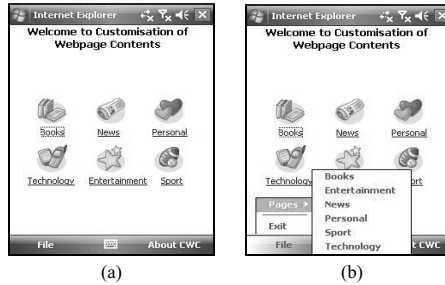 Internet Explorer
Welcome to Customisation of
Webpage Contents
Books News Personal
Technology Entertainment Sport
File About CWC
(a)
Internet Explorer
Welcome to Customisation of
Webpage Contents
Books News Personal
Technology ort
Pages
Exit
Books
Entertainment
News
Personal
Sport
Technology
File t CWC
(b)